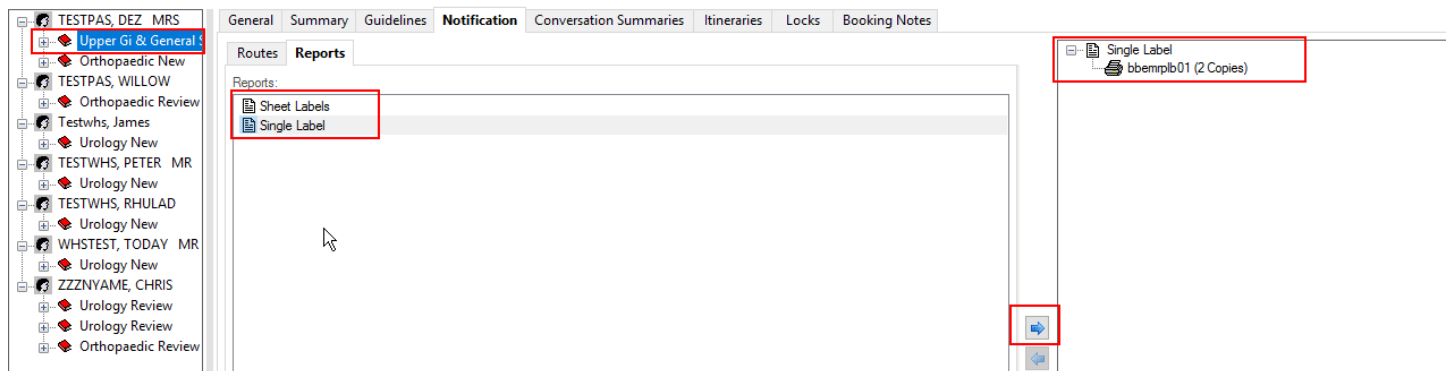 TESTPAS, DEZ MRS
Upper Gi & General S
Orthopaedic New
TESTPAS, WILLOW
Orthopaedic Review
Testwhs, James
Urology New
TESTWHS, PETER MR
Urology New
TESTWHS, RHULAD
Urology New
WHSTEST, TODAY MR
Urology New
ZZZNYAME, CHRIS
Urology Review
Urology Review
Orthopaedic Review
General Summary Guidelines Notification Conversation Summaries Itineraries Locks Booking Notes
Routes Reports
Reports:
Sheet Labels
Single Label
Single Label
bbemrplb01 (2 Copies)